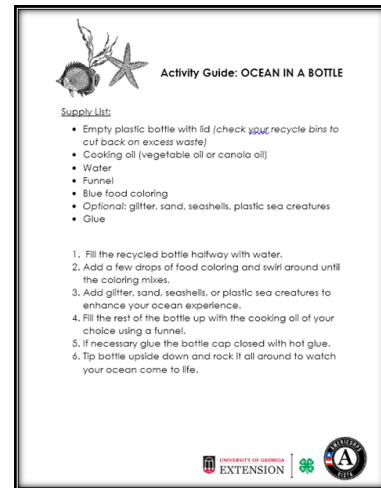 Activity Guide: OCEAN IN A BOTTLE
Supply List:
• Empty plastic bottle with lid (check your recycle bins to
cut back on excess waste)
• Cooking oil (vegetable oil or canola oil)
• Water
• Funnel
• Blue food coloring
• Optional: glitter, sand, seashells, plastic sea creatures
• Glue
1. Fill the recycled bottle halfway with water.
2. Add a few drops of food coloring and swirl around until
the coloring mixes.
3. Add glitter, sand, seashells, or plastic sea creatures to
enhance your ocean experience.
4. Fill the rest of the bottle up with the cooking oil of your
choice using a funnel.
5. If necessary glue the bottle cap closed with hot glue.
6. Tip bottle upside down and rock it all around to watch
your ocean come to life.
UNIVERSITY OF GEORGIA
EXTENSION
AMERICORPS
VISTA